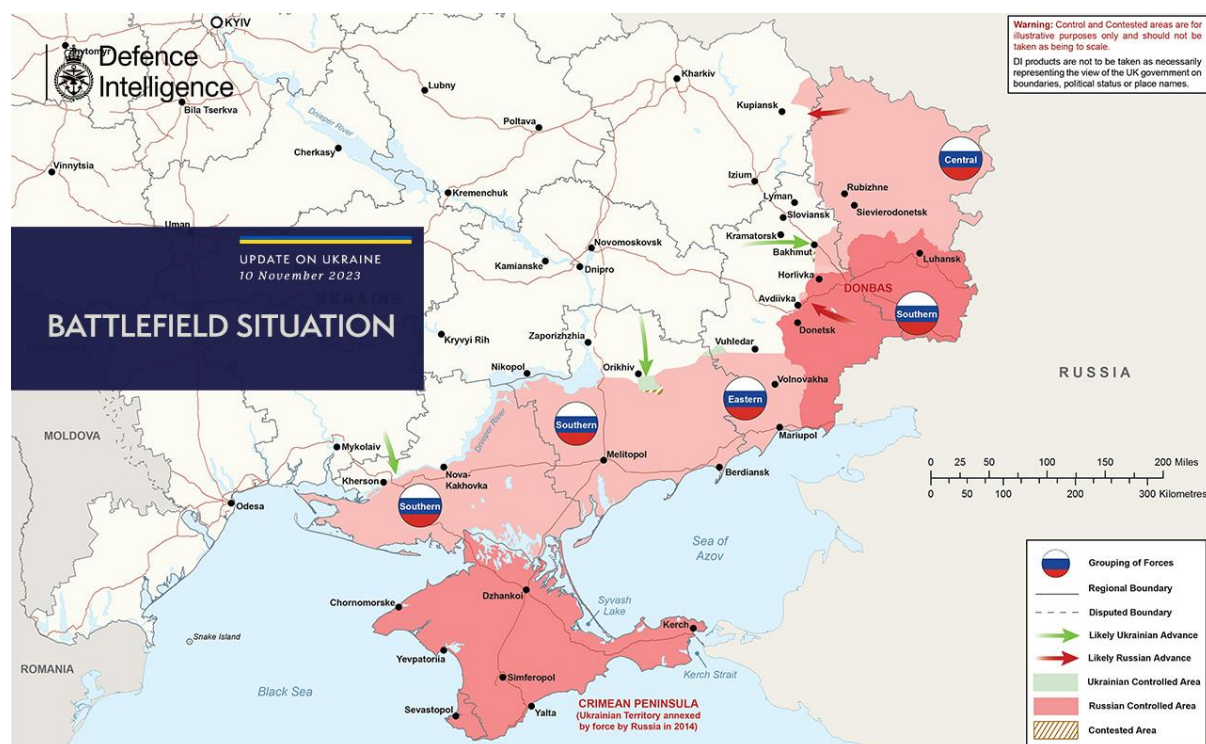 KYIV
Zhytomyr
Defence
Intelligence
Bila Tserkva
Vinnytsia
Uman
Cherkasy
Dnieper River
Lubny
Poltava
Kremenchuk
Kharkiv
Kupiansk
Izium
Lyman
Sloviansk
Kramatorsk
Bakhmut
Rubizhne
Sievierodonetsk
Central
Warning: Control and Contested areas are for
illustrative purposes only and should not be
taken as being to scale.
DI products are not to be taken as necessarily
representing the view of the UK government on
boundaries, political status or place names.
UPDATE ON UKRAINE
10 November 2023
UKRAINE
BATTLEFIELD SITUATION
Novomoskovsk
Kamianske
Dnipro
Horlivka
Luhansk
DONBAS
Avdiivka
Southern
Donetsk
Kryvyi Rih
Zaporizhzhia
Vuhledar
Nikopol
Orikhiv
Volnovakha
Eastern
RUSSIA
Dnieper River
Southern
Mariupol
MOLDOVA
Mykolaiv
Melitopol
Berdiansk
Kherson
Nova-
Kakhovka
Southern
Odesa
0 25 50 100 150 200 Miles
0 50 100 200 300 Kilometres
Sea of
Azov
Chornomorske
Dzhankoi
Syvash
Lake
Kerch
Snake Island
Yevpatoriia
Kerch Strait
ROMANIA
Black Sea
Simferopol
Sevastopol
Yalta
CRIMEAN PENINSULA
(Ukrainian Territory annexed
by force by Russia in 2014)
Grouping of Forces
Regional Boundary
Disputed Boundary
Likely Ukrainian Advance
Likely Russian Advance
Ukrainian Controlled Area
Russian Controlled Area
Contested Area